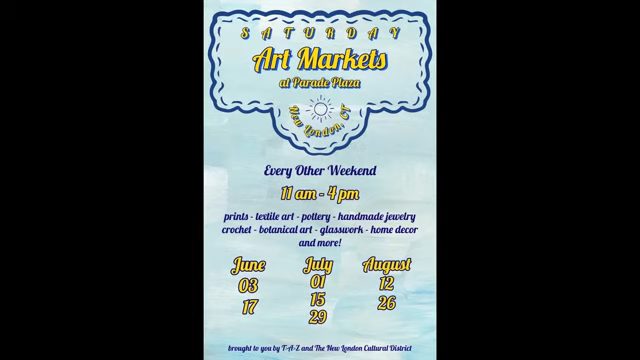 SATURDAY
Art Markets
at Parade Plaza
New London, CT
Every Other Weekend
11 am - 4 pm
prints - textile art - pottery - handmade jewelry
crochet - botanical art - glasswork - home decor
and more!
June July August
03 01 12
17 15 26
29
brought to you by T-A-Z and The New London Cultural District